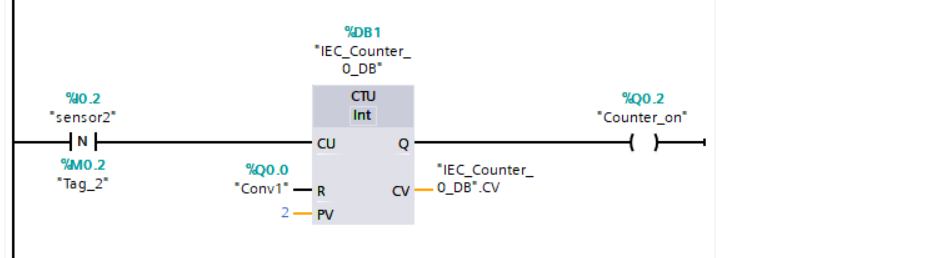 %DB1
"IEC_Counter_
0_DB"
CTU
Int
%I0.2
"sensor2"
N
%M0.2
"Tag_2"
CU
Q
%Q0.2
"Counter_on"
%Q0.0
"Conv1"
R
CV
"IEC_Counter_
0_DB".CV
2
PV